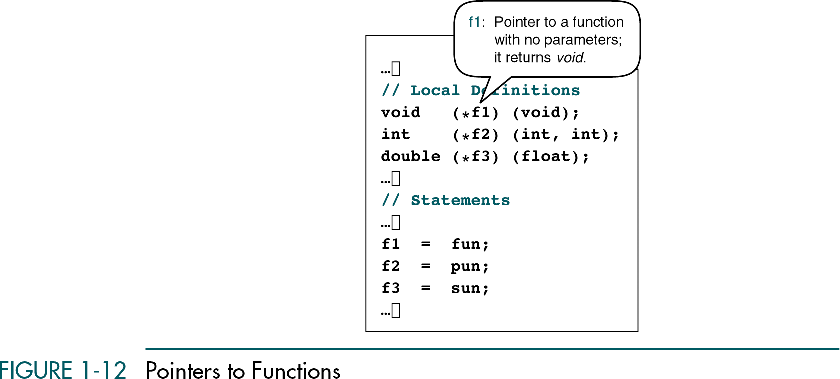 f1: Pointer to a function
with no parameters;
it returns void.
…
// Local Definitions
void (*f1) (void);
int (*f2) (int, int);
double (*f3) (float);
…
// Statements
…
f1 = fun;
f2 = pun;
f3 = sun;
…
FIGURE 1-12 Pointers to Functions